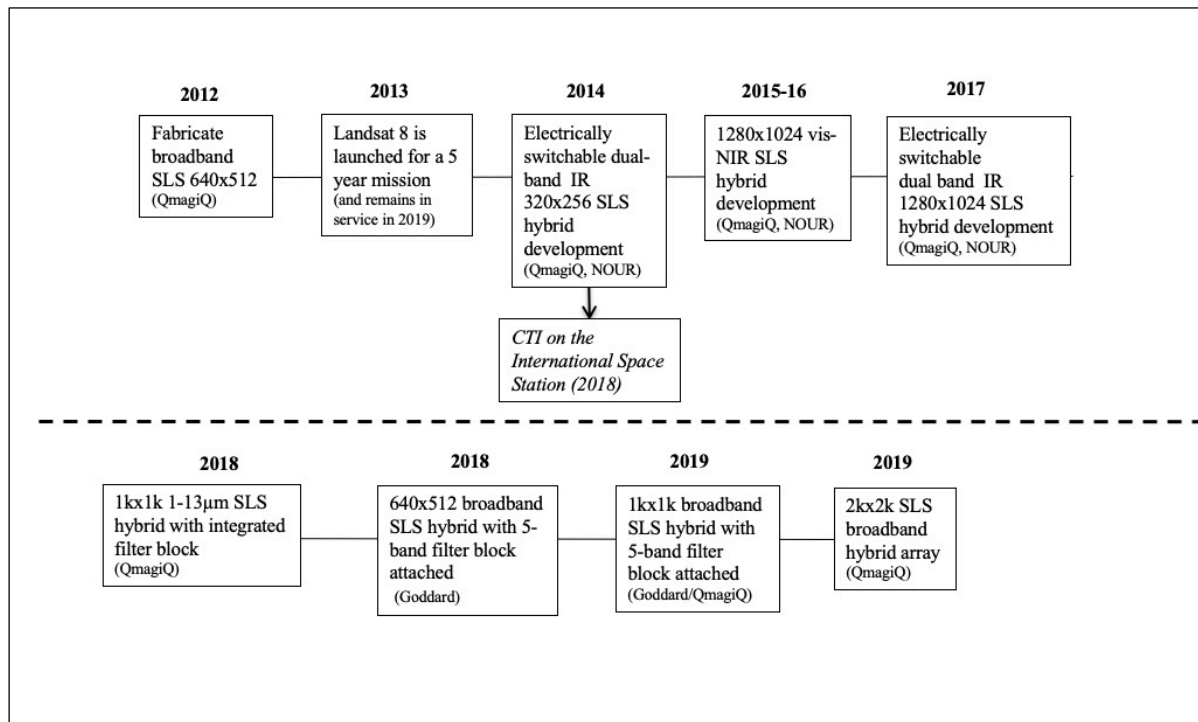 2012
Fabricate
broadband
SLS 640x512
(QmagiQ)
2013
Landsat 8 is
launched for a 5
year mission
(and remains in
service in 2019)
2014
Electrically
switchable dual-
band IR
320x256 SLS
hybrid
development
(QmagiQ, NOUR)
2015-16
1280x1024 vis-
NIR SLS
hybrid
development
(QmagiQ, NOUR)
2017
Electrically
switchable
dual band IR
1280x1024 SLS
hybrid development
(QmagiQ, NOUR)
CTI on the
International Space
Station (2018)
2018
1kx1k 1-13µm SLS
hybrid with integrated
filter block
(QmagiQ)
2018
640x512 broadband
SLS hybrid with 5-
band filter block
attached
(Goddard)
2019
1kx1k broadband
SLS hybrid with
5-band filter
block attached
(Goddard/QmagiQ)
2019
2kx2k SLS
broadband
hybrid array
(QmagiQ)